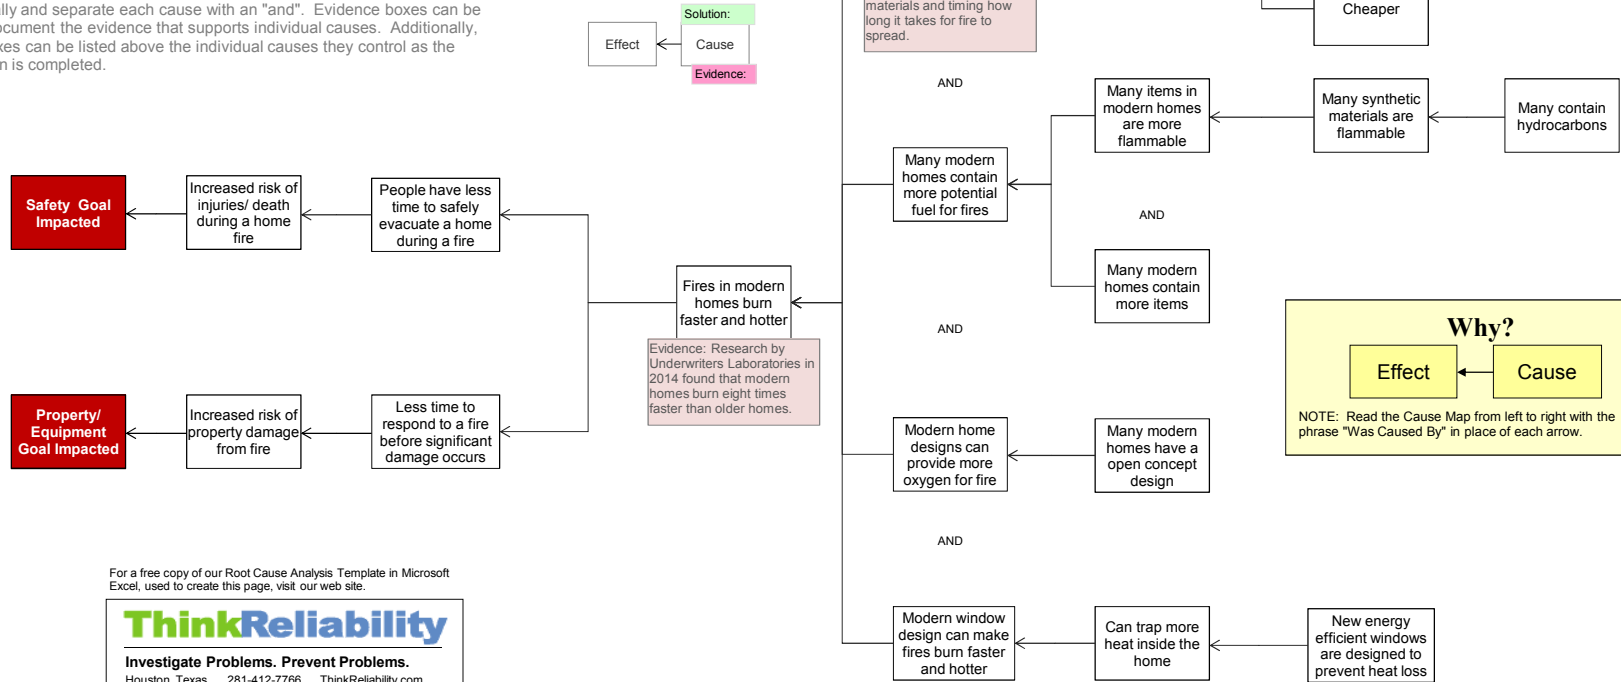 ally and separate each cause with an "and".  Evidence boxes can be
ocument the evidence that supports individual causes.  Additionally,
xes can be listed above the individual causes they control as the
n is completed.
Solution:
Effect
Cause
Evidence:
materials and timing how
long it takes for fire to
spread.
Cheaper
AND
Many items in
modern homes
are more
flammable
Many synthetic
materials are
flammable
Many contain
hydrocarbons
Many modern
homes contain
more potential
fuel for fires
AND
Many modern
homes contain
more items
Safety  Goal
Impacted
Increased risk of
injuries/ death
during a home
fire
People have less
time to safely
evacuate a home
during a fire
Fires in modern
homes burn
faster and hotter
Evidence: Research by
Underwriters Laboratories in
2014 found that modern
homes burn eight times
faster than older homes.
AND
Why?
Effect
Cause
NOTE:  Read the Cause Map from left to right with the
phrase "Was Caused By" in place of each arrow.
Property/
Equipment
Goal Impacted
Increased risk of
property damage
from fire
Less time to
respond to a fire
before significant
damage occurs
Modern home
designs can
provide more
oxygen for fire
Many modern
homes have a
open concept
design
AND
Modern window
design can make
fires burn faster
and hotter
Can trap more
heat inside the
home
New energy
efficient windows
are designed to
prevent heat loss
For a free copy of our Root Cause Analysis Template in Microsoft
Excel, used to create this page, visit our web site.
ThinkReliability
Investigate Problems. Prevent Problems.
Houston, Texas    281-412-7766    ThinkReliability.com